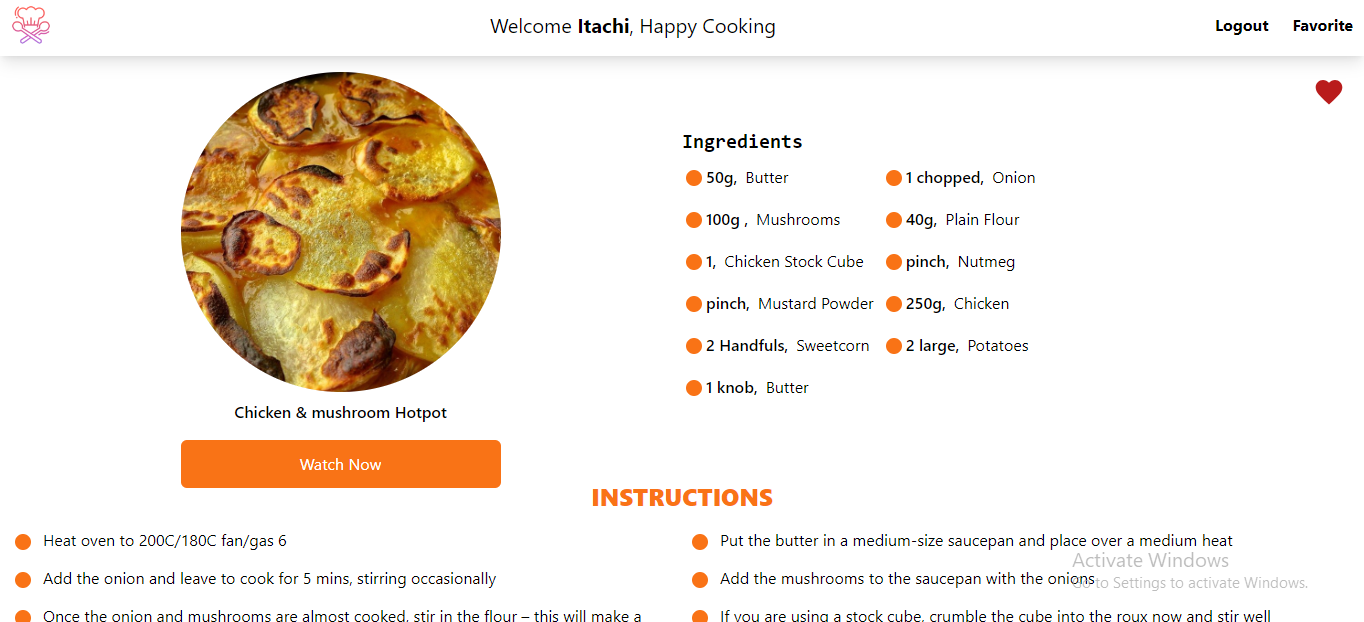 Welcome Itachi, Happy Cooking
Logout
Favorite
Ingredients
50g, Butter
1 chopped, Onion
100g , Mushrooms
40g, Plain Flour
1, Chicken Stock Cube
pinch, Nutmeg
pinch, Mustard Powder
250g, Chicken
2 Handfuls, Sweetcorn
2 large, Potatoes
1 knob, Butter
Chicken & mushroom Hotpot
Watch Now
INSTRUCTIONS
Heat oven to 200C/180C fan/gas 6
Put the butter in a medium-size saucepan and place over a medium heat
Add the onion and leave to cook for 5 mins, stirring occasionally
Add the mushrooms to the saucepan with the onions
Once the onion and mushrooms are almost cooked, stir in the flour – this will make a
If you are using a stock cube, crumble the cube into the roux now and stir well
Activate Windows
Go to Settings to activate Windows.